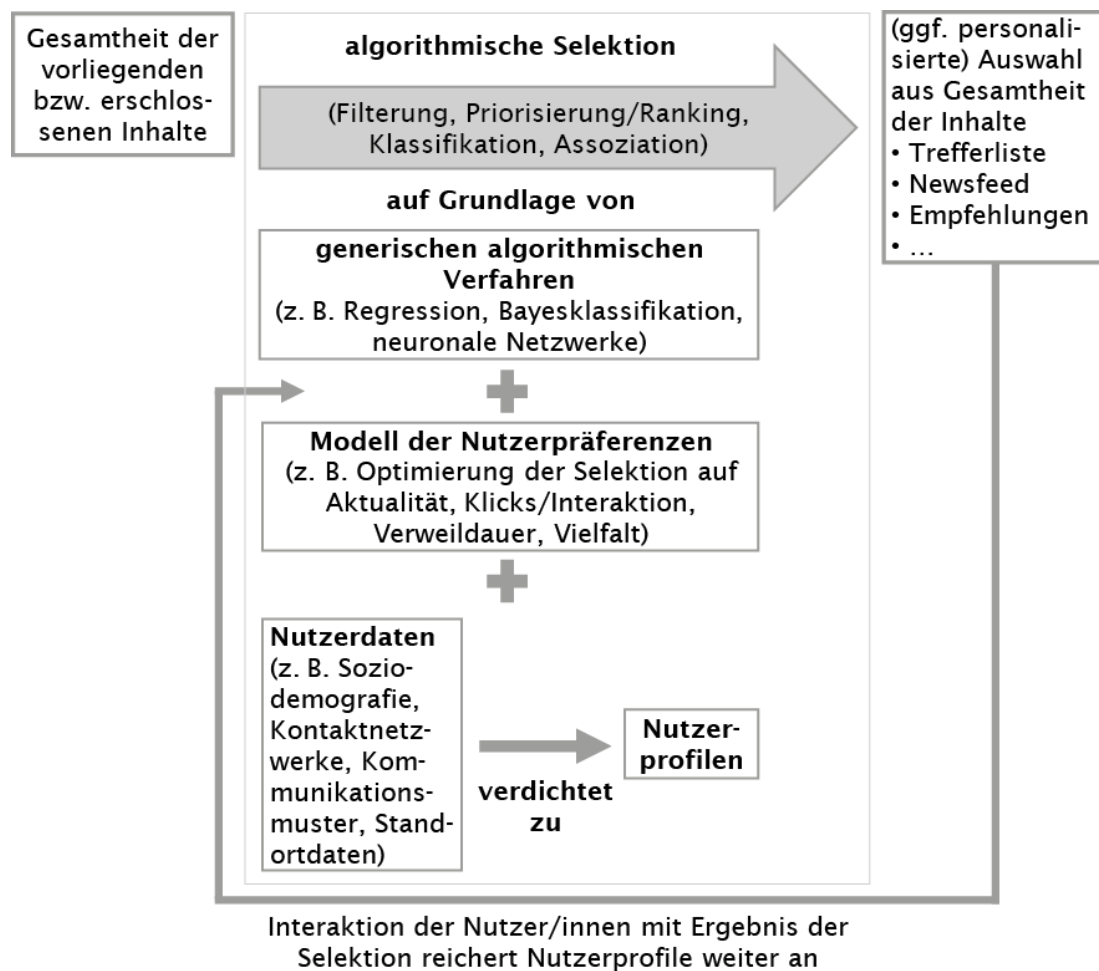 Gesamtheit der
vorliegenden
bzw. erschlos-
senen Inhalte
algorithmische Selektion
(Filterung, Priorisierung/Ranking,
Klassifikation, Assoziation)
(ggf. personali-
sierte) Auswahl
aus Gesamtheit
der Inhalte
• Trefferliste
• Newsfeed
• Empfehlungen
• ...
auf Grundlage von
generischen algorithmischen
Verfahren
(z. B. Regression, Bayesklassifikation,
neuronale Netzwerke)
Modell der Nutzerpräferenzen
(z. B. Optimierung der Selektion auf
Aktualität, Klicks/Interaktion,
Verweildauer, Vielfalt)
Nutzerdaten
(z. B. Sozio-
demografie,
Kontaktnetz-
werke, Kom-
munikations-
muster, Stand-
ortdaten)
verdichtet
zu
Nutzer-
profilen
Interaktion der Nutzer/innen mit Ergebnis der
Selektion reichert Nutzerprofile weiter an